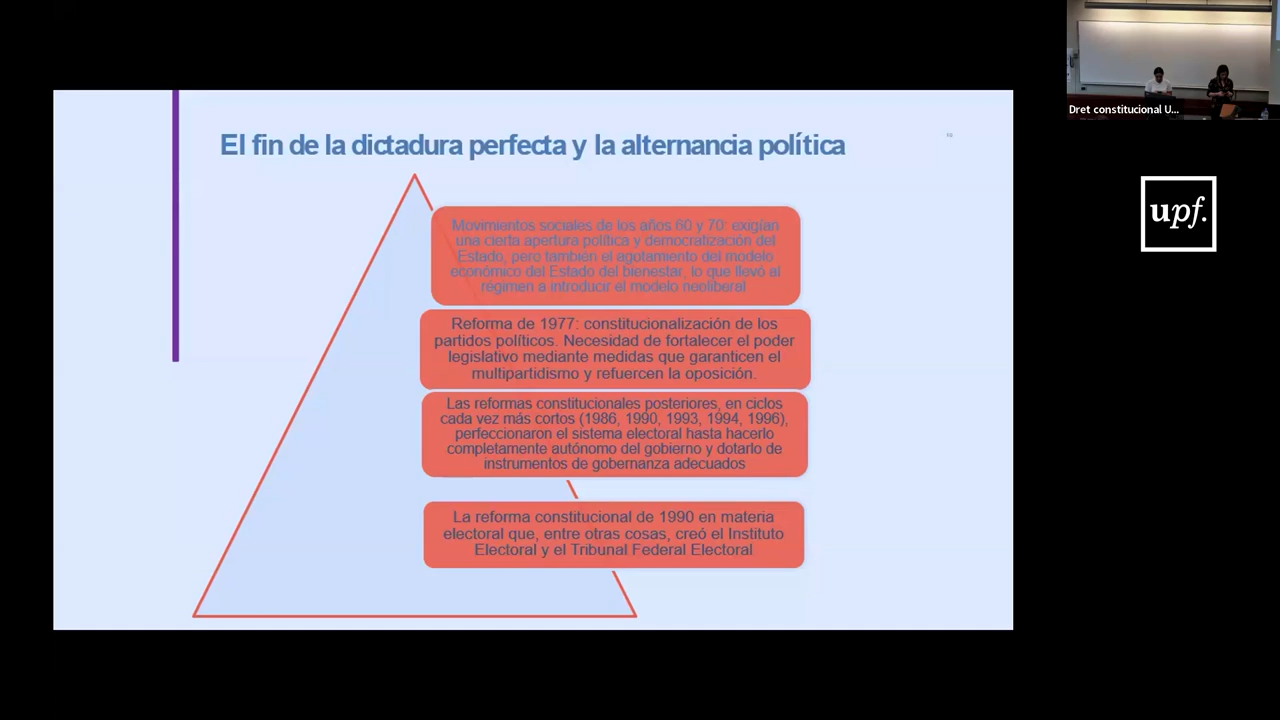 Dret constitucional U...
El fin de la dictadura perfecta y la alternancia política
upf.
Movimientos sociales de los años 60 y 70: exigían
una cierta apertura política y democratización del
Estado, pero también el agotamiento del modelo
económico del Estado del bienestar, lo que llevó al
régimen a introducir el modelo neoliberal
Reforma de 1977: constitucionalización de los
partidos políticos. Necesidad de fortalecer el poder
legislativo mediante medidas que garanticen el
multipartidismo y refuercen la oposición.
Las reformas constitucionales posteriores, en ciclos
cada vez más cortos (1986, 1990, 1993, 1994, 1996),
perfeccionaron el sistema electoral hasta hacerlo
completamente autónomo del gobierno y dotarlo de
instrumentos de gobernanza adecuados
La reforma constitucional de 1990 en materia
electoral que, entre otras cosas, creó el Instituto
Electoral y el Tribunal Federal Electoral